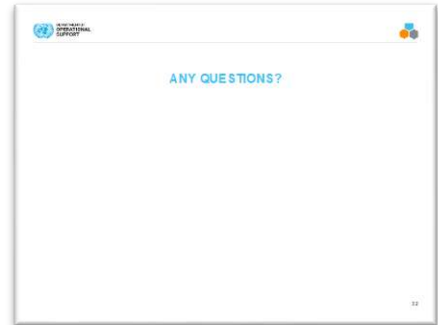 DEPARTMENT OF
OPERATIONAL
SUPPORT
ANY QUESTIONS?
32